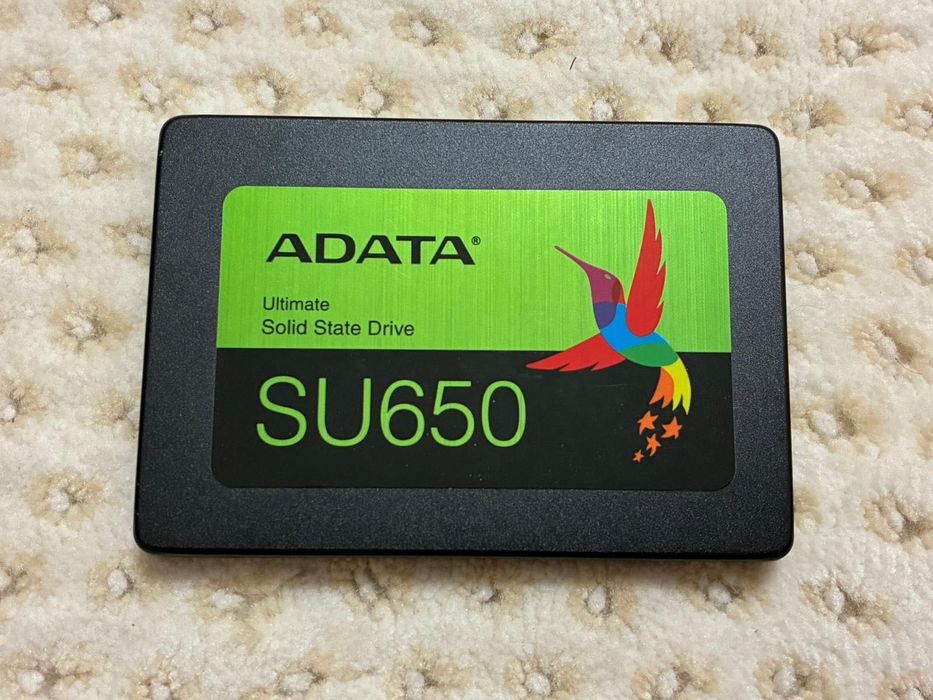 ADATA®
Ultimate
Solid State Drive
SU650